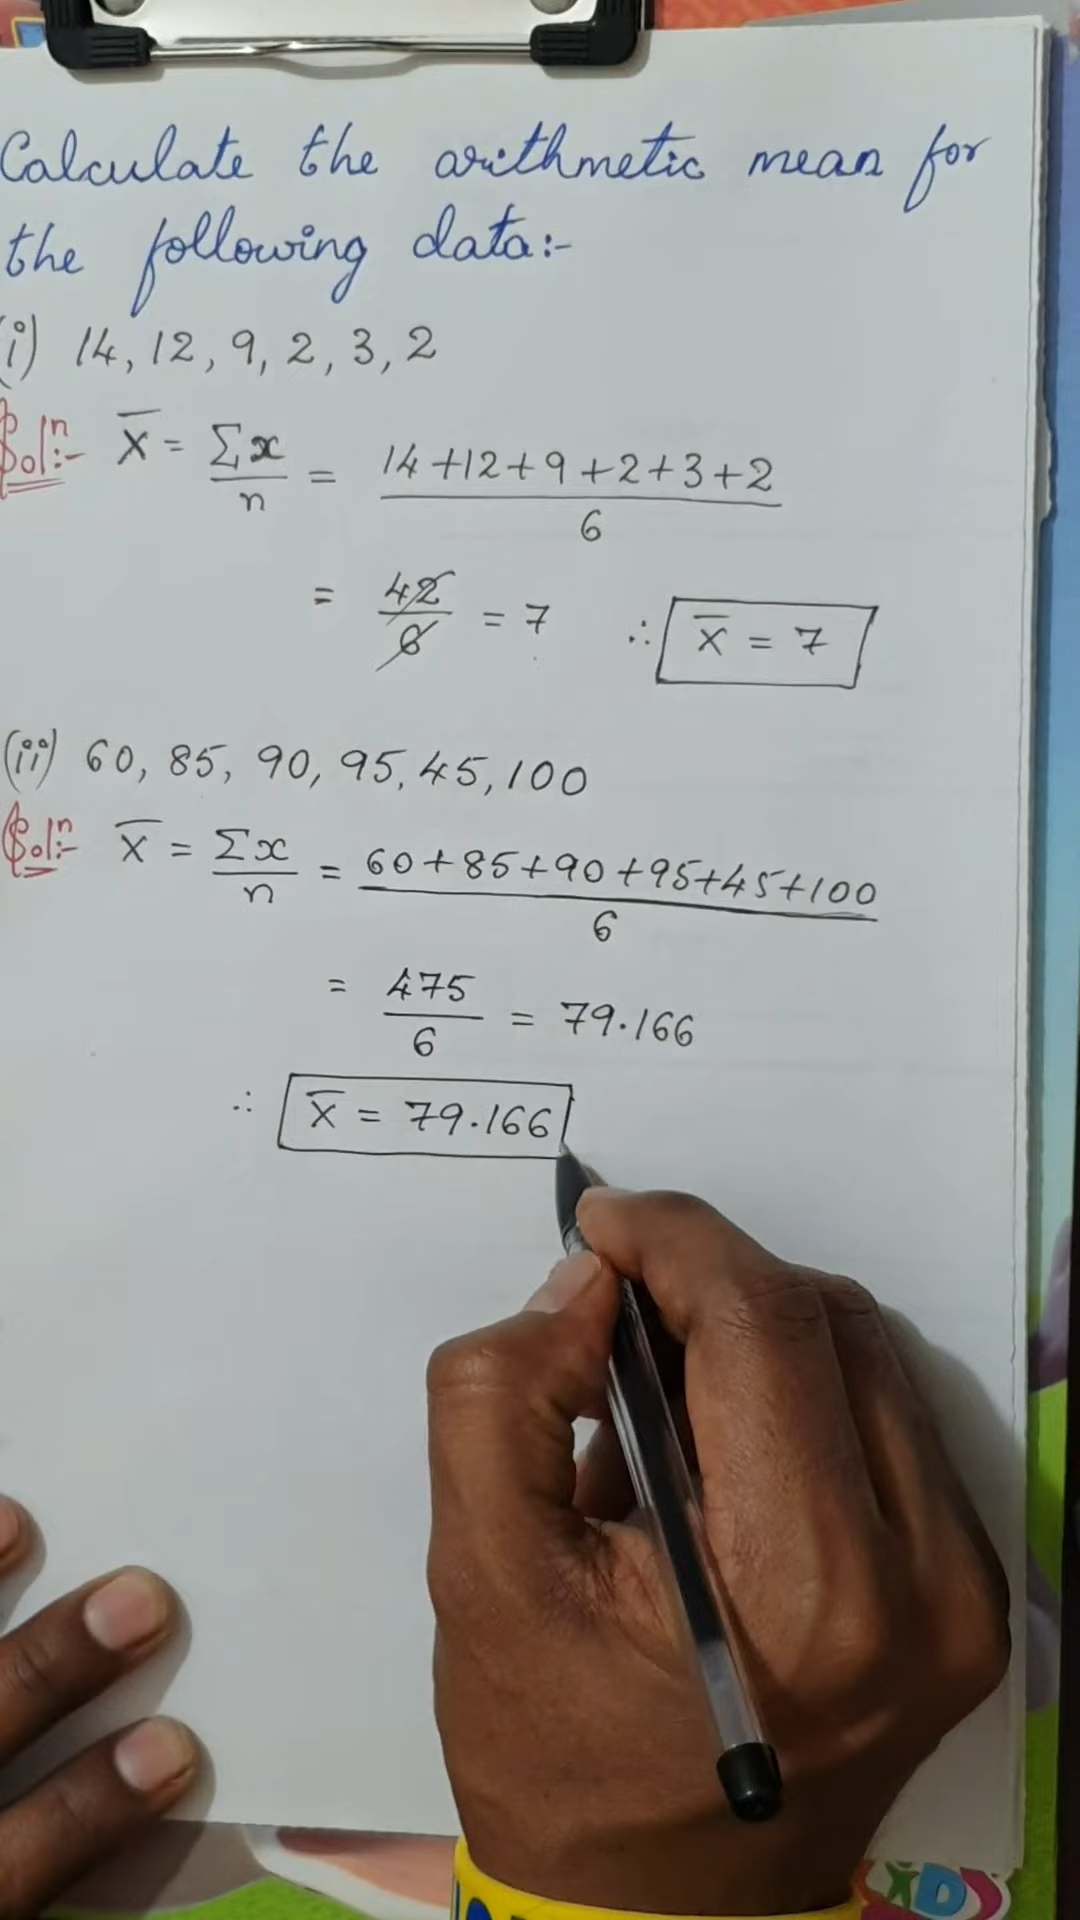 Calculate the arithmetic mean for
the following data:-
(i) 14, 12, 9, 2, 3, 2
Solⁿ:- X̅ = Σx/n = (14+12+9+2+3+2)/6
= 42/6 = 7 ∴ X̅ = 7
(ii) 60, 85, 90, 95, 45, 100
Solⁿ:- X̅ = Σx/n = (60+85+90+95+45+100)/6
= 475/6 = 79.166
∴ X̅ = 79.166